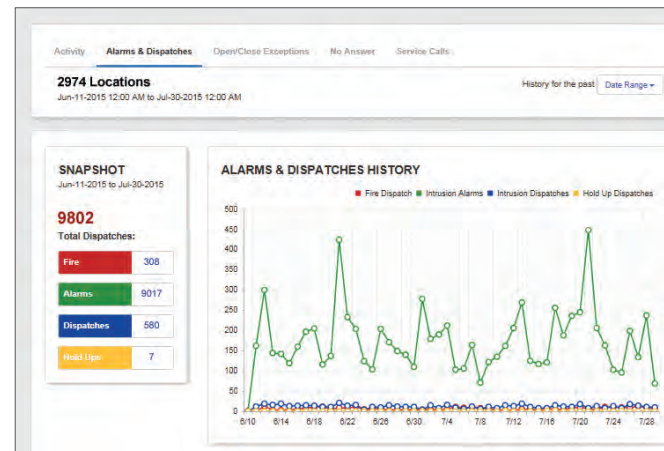 Activity Alarms & Dispatches Open/Close Exceptions No Answer Service Calls
2974 Locations
Jun-11-2015 12:00 AM to Jul-30-2015 12:00 AM
History for the past Date Range
SNAPSHOT
Jun-11-2015 to Jul-30-2015
9802
Total Dispatches:
Fire 308
Alarms 9017
Dispatches 580
Hold Ups 7
ALARMS & DISPATCHES HISTORY
Fire Dispatch Intrusion Alarms Intrusion Dispatches Hold Up Dispatches
500
450
400
350
300
250
200
150
100
50
0
6/10 6/14 6/18 6/22 6/26 6/30 7/4 7/8 7/12 7/16 7/20 7/24 7/28